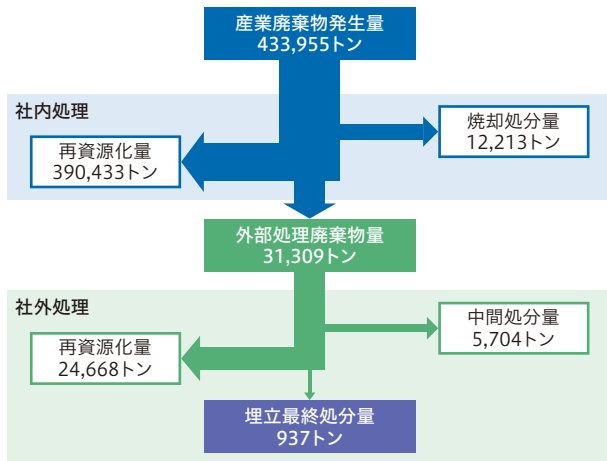 産業廃棄物発生量
433,955トン
社内処理
焼却処分量
12,213トン
再資源化量
390,433トン
外部処理廃棄物量
31,309トン
社外処理
中間処分量
5,704トン
再資源化量
24,668トン
埋立最終処分量
937トン